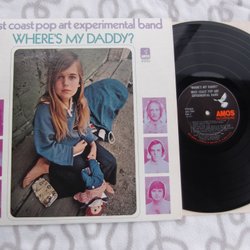 st coast pop art experimental band
WHERE'S MY DADDY?
"WHERE'S MY DADDY?"
WEST COAST POP ART
EXPERIMENTAL BAND
AMOS